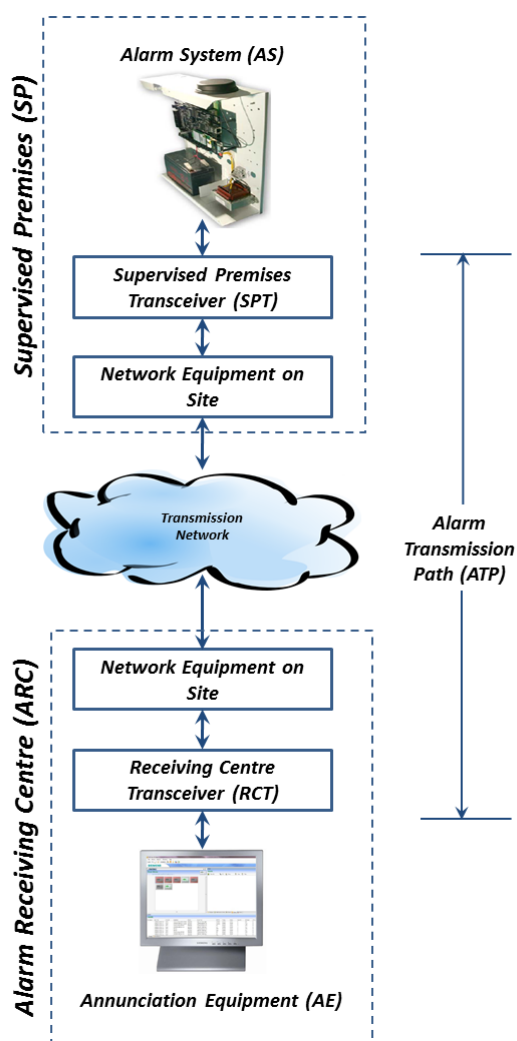 Supervised Premises (SP)
Alarm System (AS)
Supervised Premises
Transceiver (SPT)
Network Equipment on
Site
Transmission
Network
Alarm
Transmission
Path (ATP)
Alarm Receiving Centre (ARC)
Network Equipment on
Site
Receiving Centre
Transceiver (RCT)
Annunciation Equipment (AE)